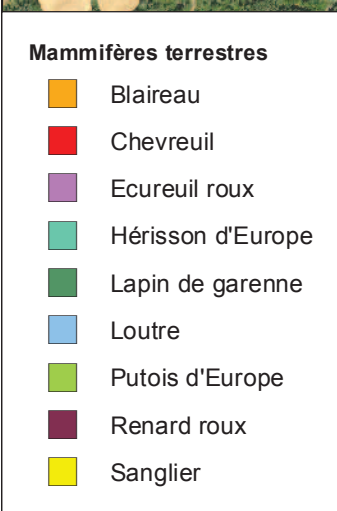 Mammifères terrestres
Blaireau
Chevreuil
Ecureuil roux
Hérisson d'Europe
Lapin de garenne
Loutre
Putois d'Europe
Renard roux
Sanglier